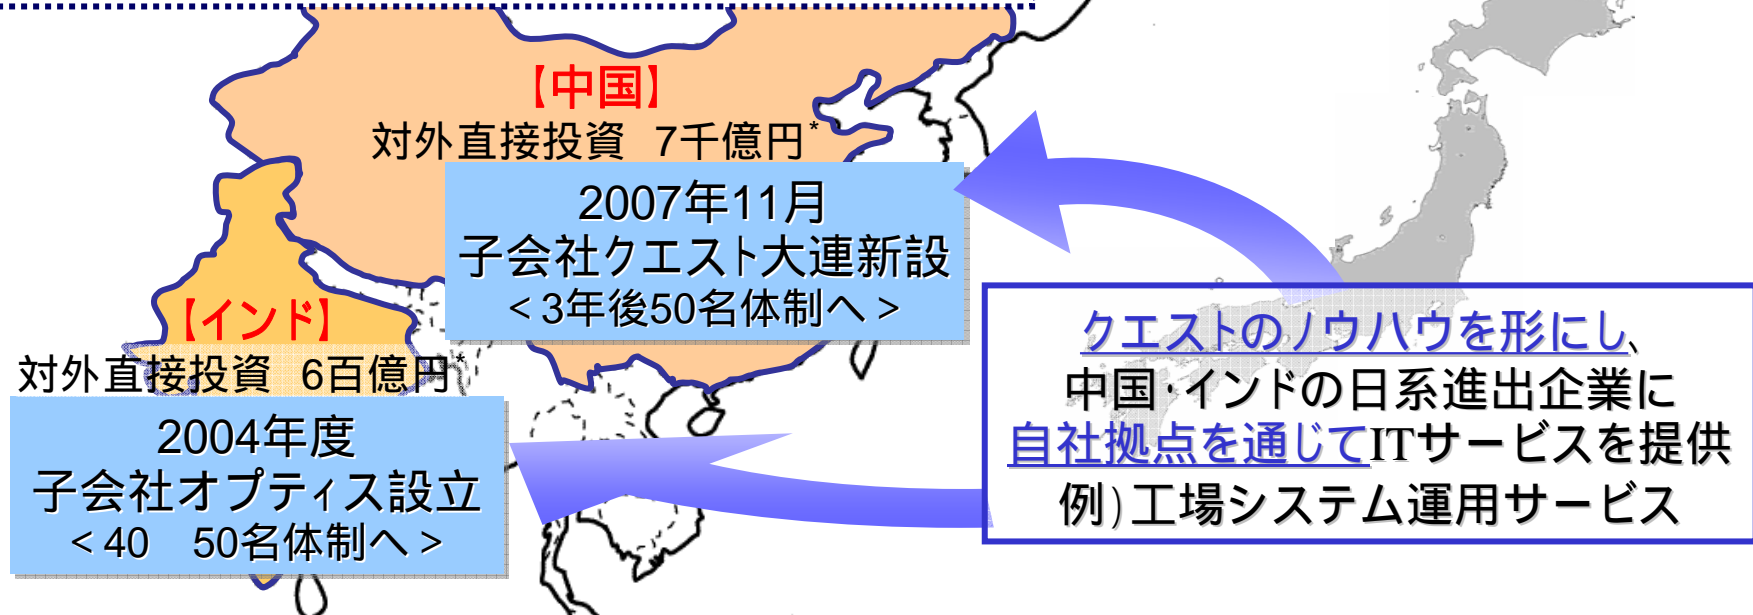 【中国】
対外直接投資　7千億円*
2007年11月
子会社クエスト大連新設
＜3年後50名体制へ＞
【インド】
対外直接投資　6百億円*
2004年度
子会社オプティス設立
＜40　50名体制へ＞
クエストのノウハウを形にし、
中国・インドの日系進出企業に
自社拠点を通じてITサービスを提供
例)工場システム運用サービス